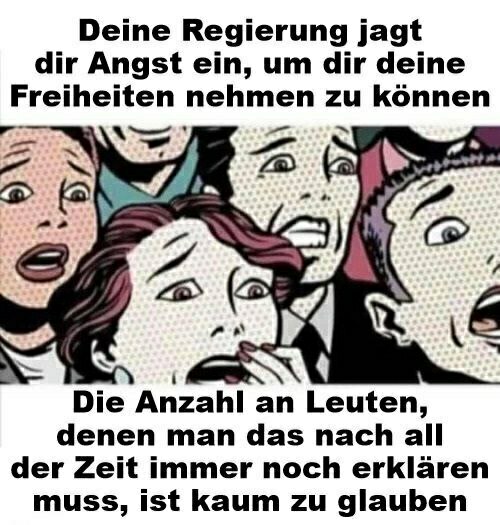 Deine Regierung jagt
dir Angst ein, um dir deine
Freiheiten nehmen zu können
Die Anzahl an Leuten,
denen man das nach all
der Zeit immer noch erklären
muss, ist kaum zu glauben